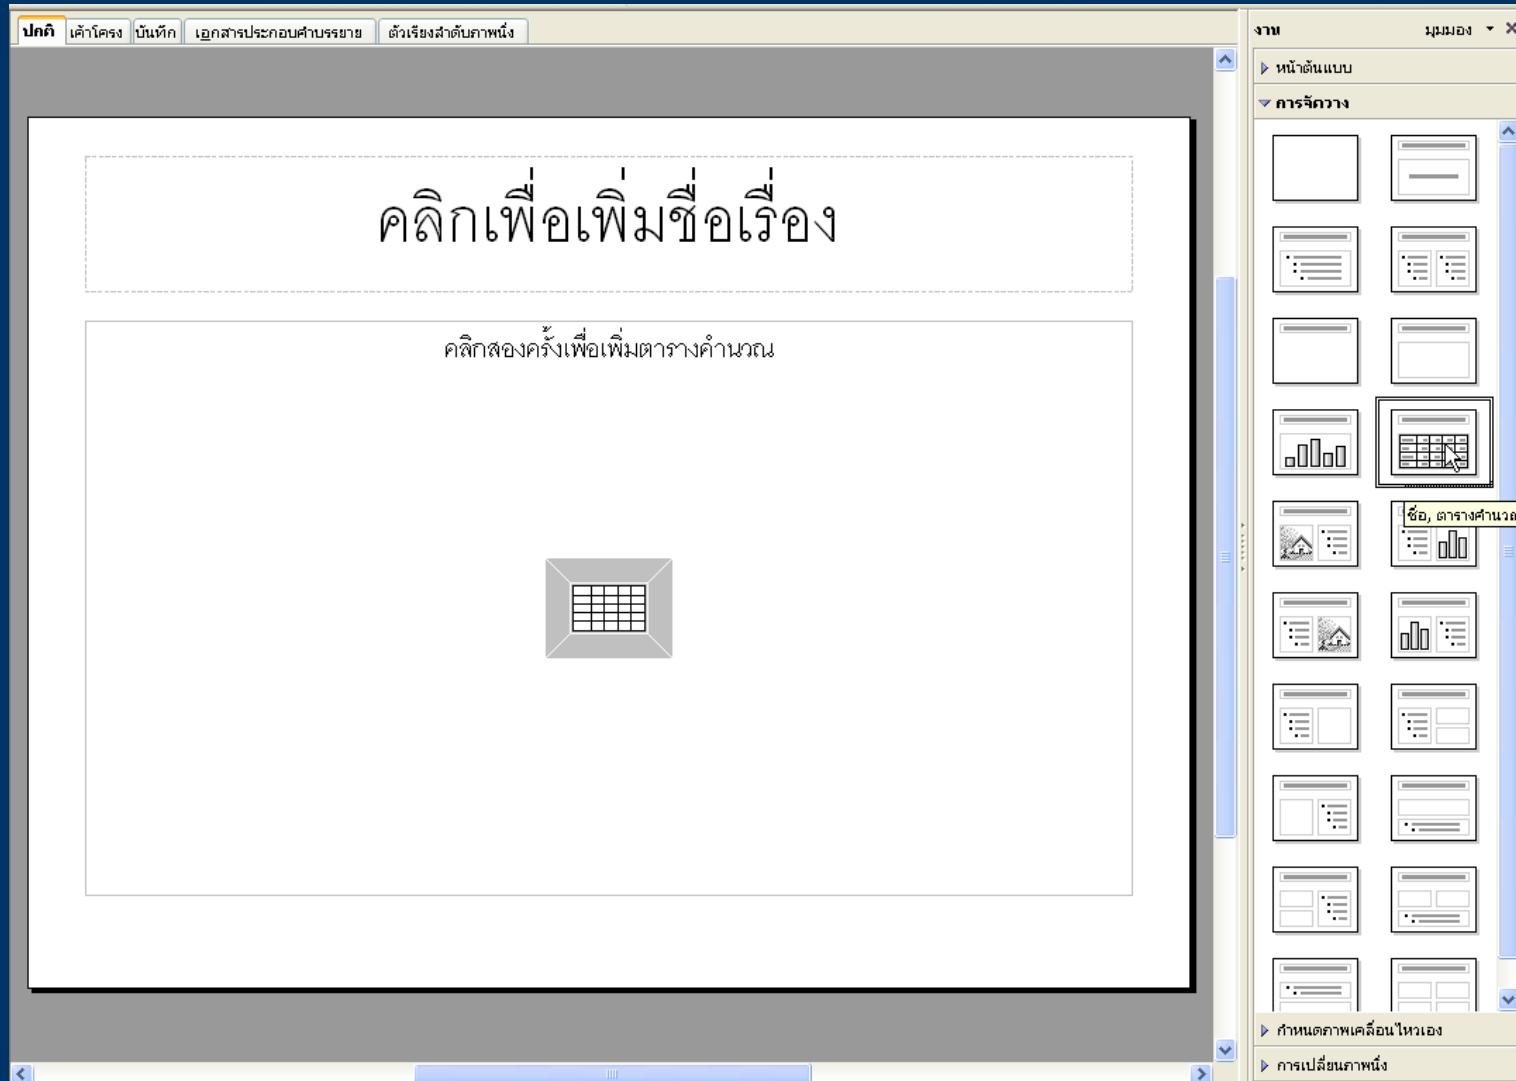 ปกติ เค้าโครง บันทึก เอกสารประกอบคำบรรยาย ตัวเรียงลำดับภาพนิ่ง
งาน มุมมอง
หน้าต้นแบบ
การจัดวาง
คลิกเพื่อเพิ่มชื่อเรื่อง
คลิกสองครั้งเพื่อเพิ่มตารางคำนวณ
ชื่อ, ตารางคำนวณ
กำหนดภาพเคลื่อนไหวเอง
การเปลี่ยนภาพนิ่ง